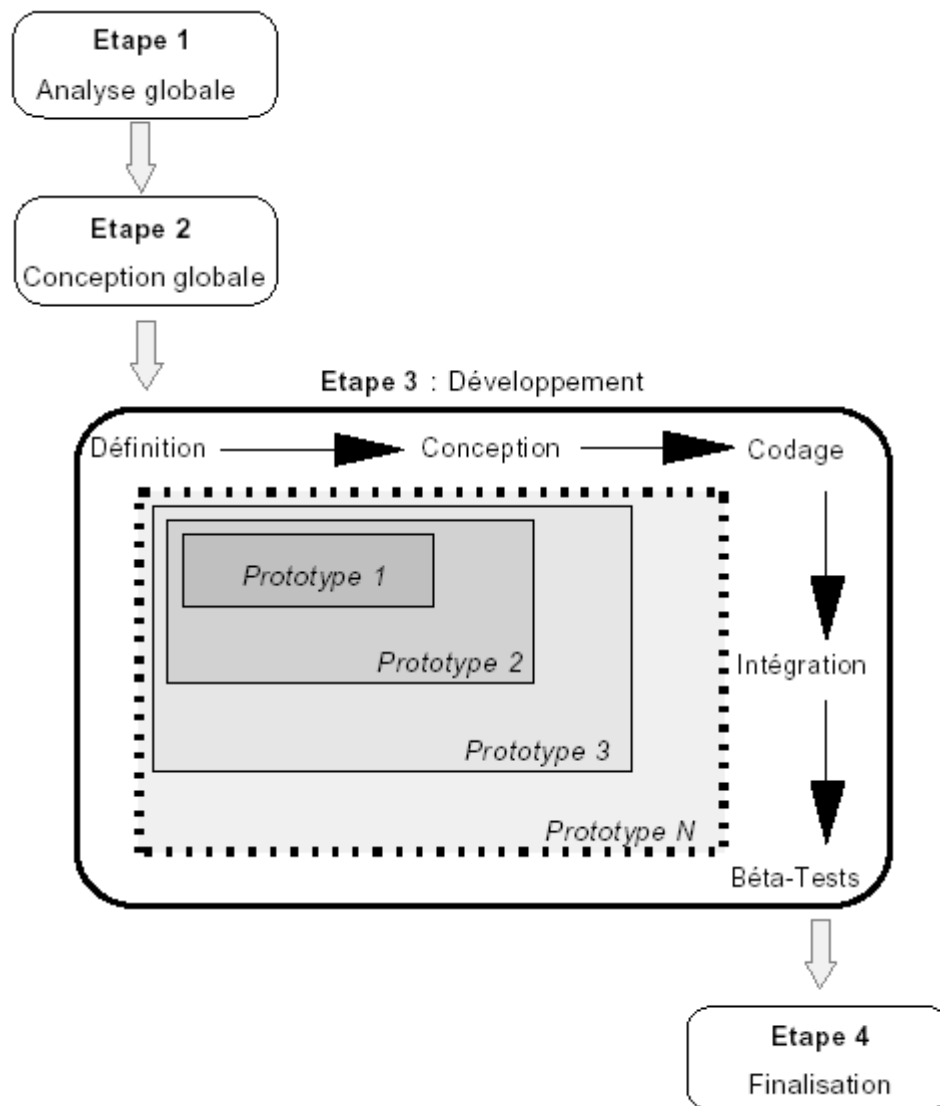 Etape 1
Analyse globale
Etape 2
Conception globale
Etape 3 : Développement
Définition
Conception
Codage
Prototype 1
Prototype 2
Intégration
Prototype 3
Prototype N
Béta-Tests
Etape 4
Finalisation